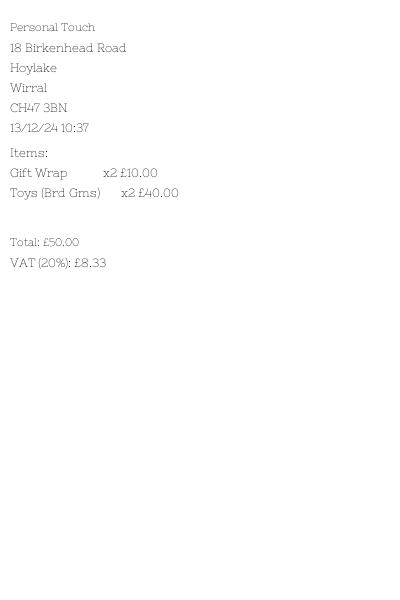 Personal Touch
18 Birkenhead Road
Hoylake
Wirral
CH47 3BN
13/12/24 10:37
Items:
Gift Wrap x2 £10.00
Toys (Brd Gms) x2 £40.00
Total: £50.00
VAT (20%): £8.33